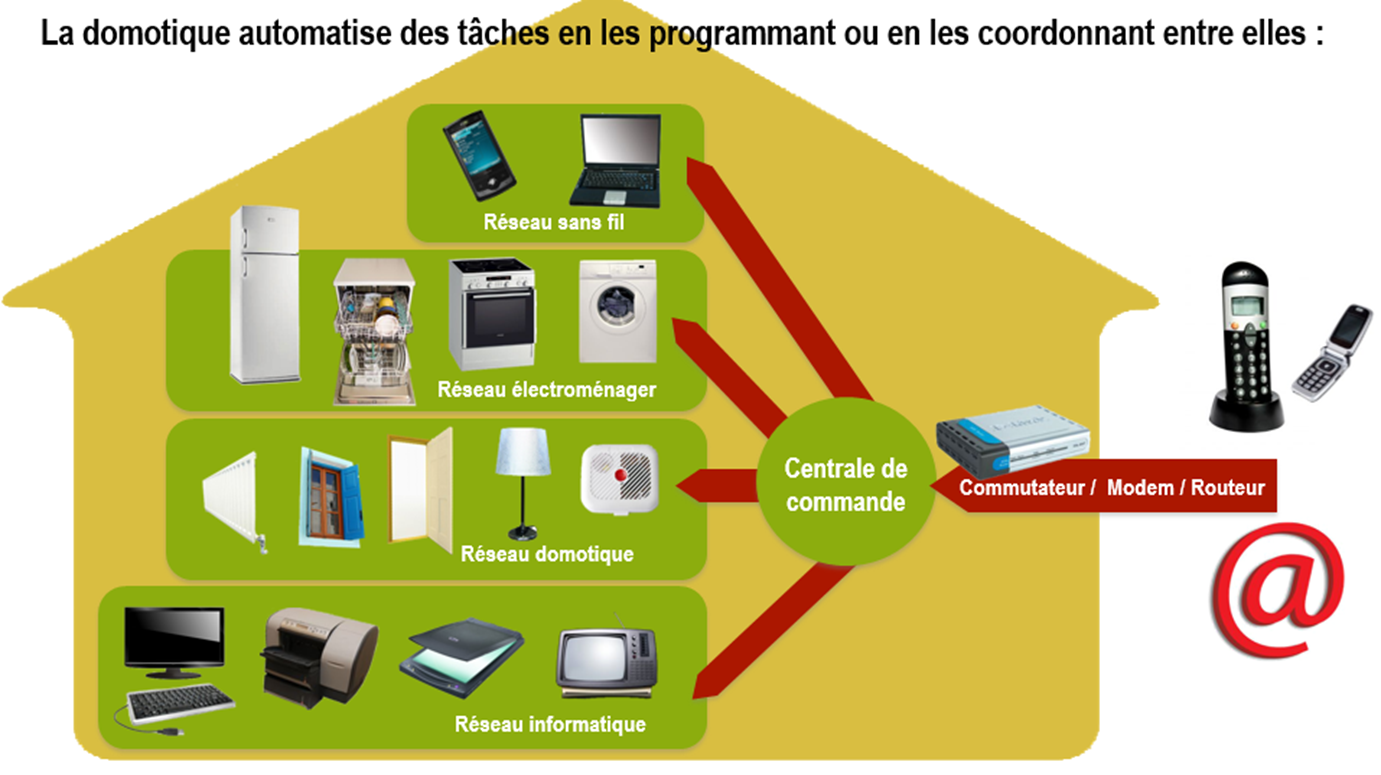 La domotique automatise des tâches en les programmant ou en les coordonnant entre elles :
Réseau sans fil
Réseau électroménager
Centrale de
commande
Commutateur / Modem / Routeur
Réseau domotique
@
Réseau informatique